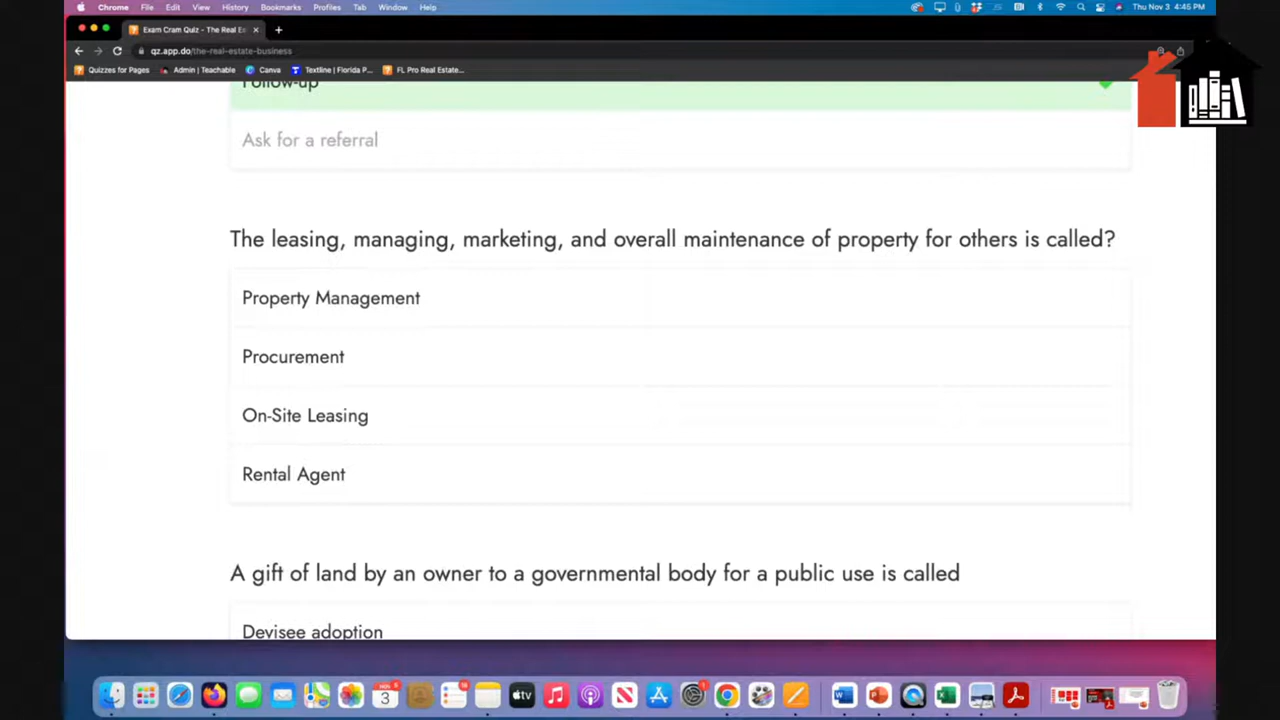 Chrome File Edit View History Bookmarks Profiles Tab Window Help
Thu Nov 3 4:45 PM
Exam Cram Quiz - The Real Es
qz.app.do/the-real-estate-business
Quizzes for Pages Admin | Teachable Canva Textline | Florida P... FL Pro Real Estate...
Follow-up
Ask for a referral
The leasing, managing, marketing, and overall maintenance of property for others is called?
Property Management
Procurement
On-Site Leasing
Rental Agent
A gift of land by an owner to a governmental body for a public use is called
Devisee adoption
NOV
3
tv